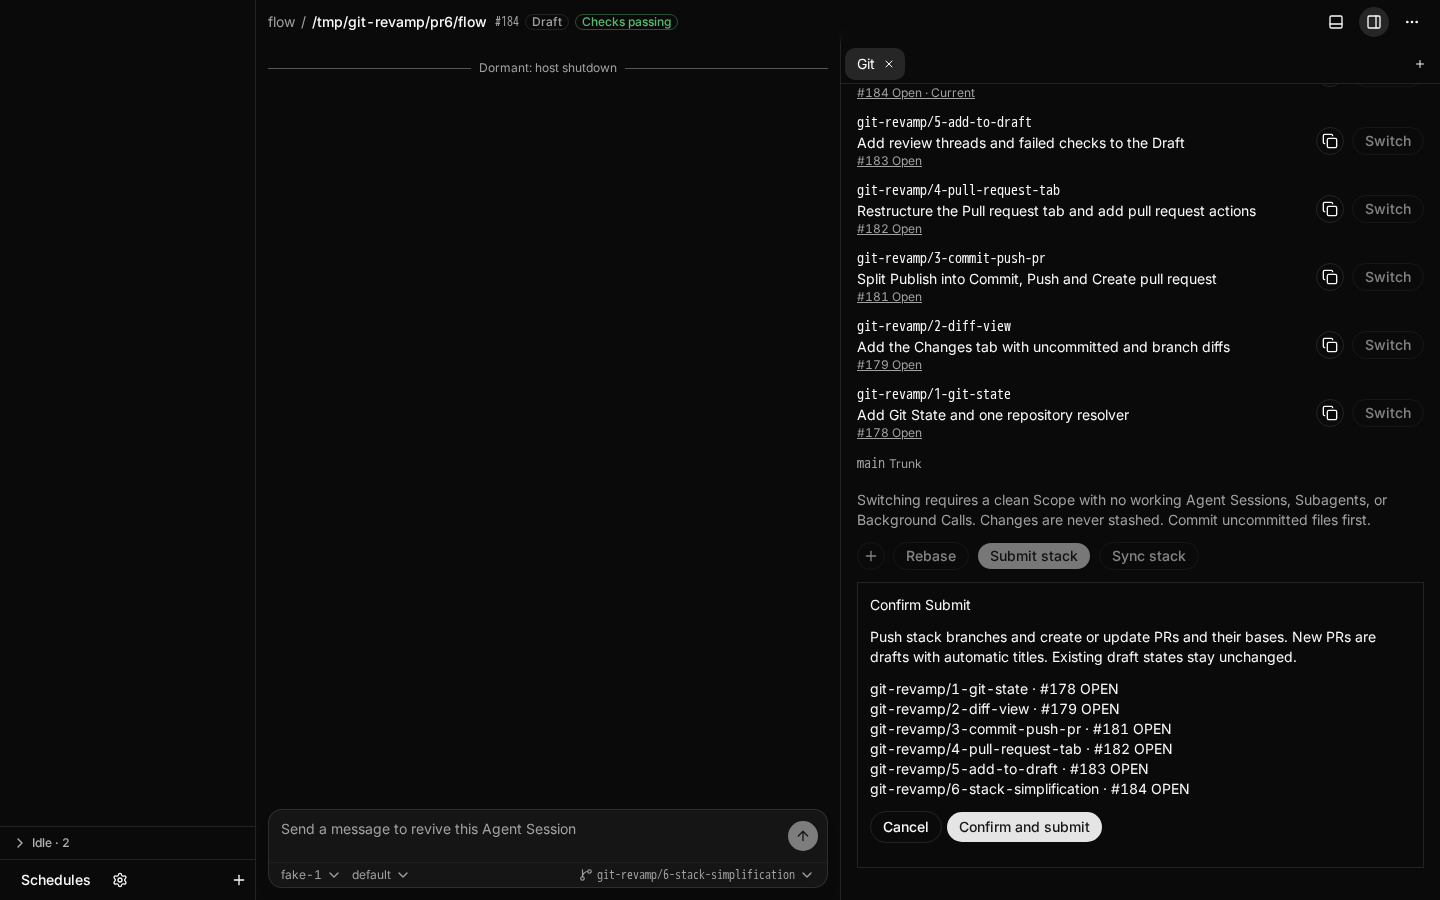 flow / /tmp/git-revamp/pr6/flow #184 Draft Checks passing
Dormant: host shutdown
Git
#184 Open · Current
git-revamp/5-add-to-draft
Add review threads and failed checks to the Draft
#183 Open
Switch
git-revamp/4-pull-request-tab
Restructure the Pull request tab and add pull request actions
#182 Open
Switch
git-revamp/3-commit-push-pr
Split Publish into Commit, Push and Create pull request
#181 Open
Switch
git-revamp/2-diff-view
Add the Changes tab with uncommitted and branch diffs
#179 Open
Switch
git-revamp/1-git-state
Add Git State and one repository resolver
#178 Open
Switch
main Trunk
Switching requires a clean Scope with no working Agent Sessions, Subagents, or
Background Calls. Changes are never stashed. Commit uncommitted files first.
Rebase Submit stack Sync stack
Confirm Submit
Push stack branches and create or update PRs and their bases. New PRs are
drafts with automatic titles. Existing draft states stay unchanged.
git-revamp/1-git-state · #178 OPEN
git-revamp/2-diff-view · #179 OPEN
git-revamp/3-commit-push-pr · #181 OPEN
git-revamp/4-pull-request-tab · #182 OPEN
git-revamp/5-add-to-draft · #183 OPEN
git-revamp/6-stack-simplification · #184 OPEN
Cancel Confirm and submit
Send a message to revive this Agent Session
fake-1 default git-revamp/6-stack-simplification
Idle · 2
Schedules